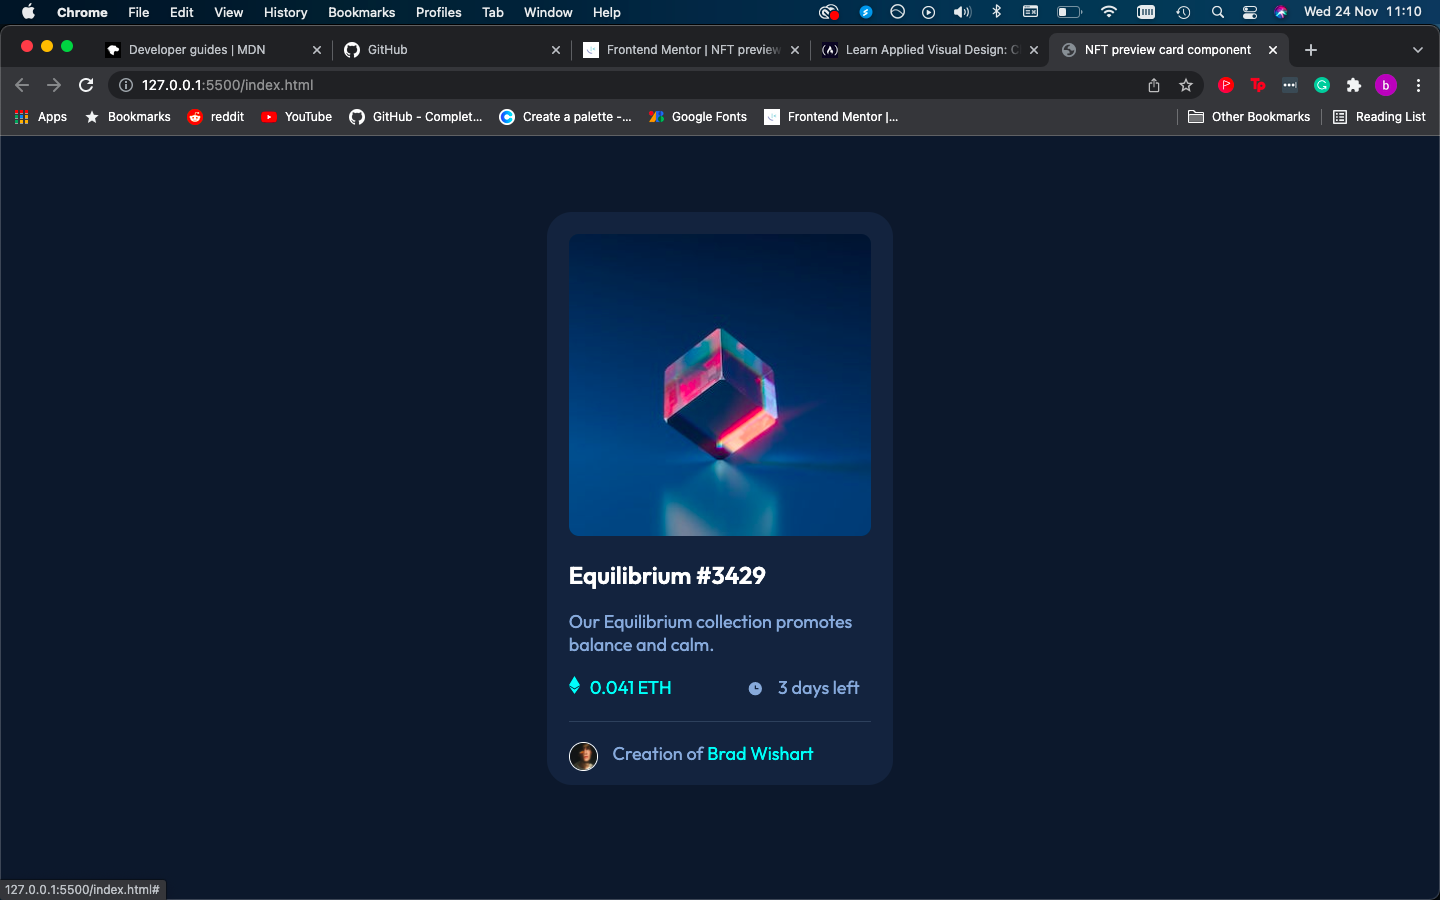 Chrome File Edit View History Bookmarks Profiles Tab Window Help Wed 24 Nov 11:10
Developer guides | MDN GitHub Frontend Mentor | NFT preview Learn Applied Visual Design: C NFT preview card component
127.0.0.1:5500/index.html
Apps Bookmarks reddit YouTube GitHub - Complet... Create a palette -... Google Fonts Frontend Mentor |... Other Bookmarks Reading List
Equilibrium #3429
Our Equilibrium collection promotes
balance and calm.
0.041 ETH 3 days left
Creation of Brad Wishart
127.0.0.1:5500/index.html#